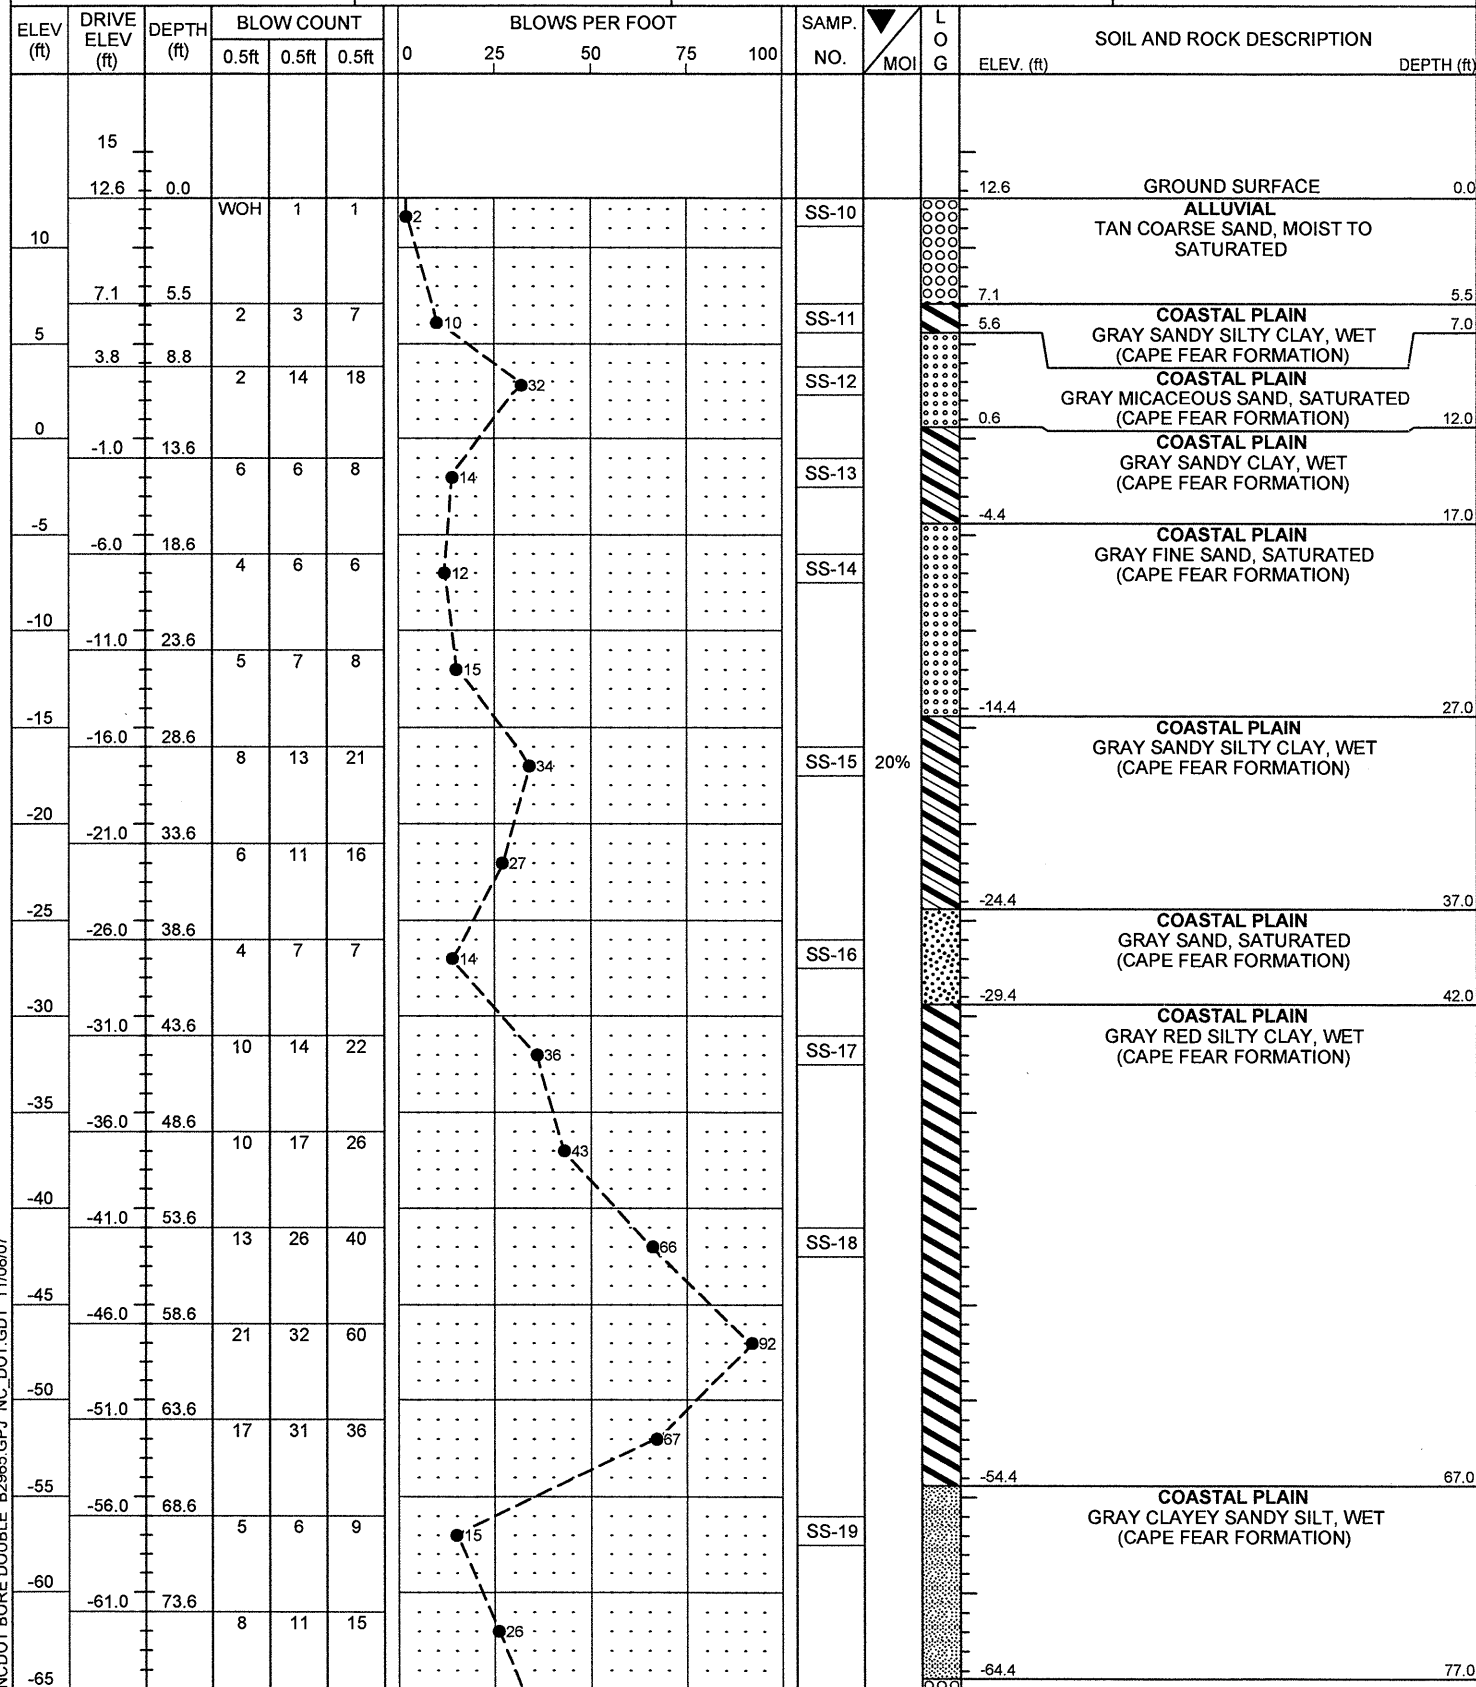 ELEV (ft) DRIVE ELEV (ft) DEPTH (ft) BLOW COUNT BLOWS PER FOOT SAMP. NO. MOI L O G SOIL AND ROCK DESCRIPTION
0.5ft 0.5ft 0.5ft 0 25 50 75 100 ELEV. (ft) DEPTH (ft)
15
12.6 0.0 12.6 GROUND SURFACE 0.0
WOH 1 1 2 SS-10 ALLUVIAL
TAN COARSE SAND, MOIST TO
10 SATURATED
7.1 5.5 7.1 5.5
2 3 7 10 SS-11 COASTAL PLAIN
5.6 GRAY SANDY SILTY CLAY, WET 7.0
5 (CAPE FEAR FORMATION)
3.8 8.8
2 14 18 32 SS-12 COASTAL PLAIN
GRAY MICACEOUS SAND, SATURATED
0.6 (CAPE FEAR FORMATION) 12.0
0 COASTAL PLAIN
-1.0 13.6 GRAY SANDY CLAY, WET
6 6 8 14 SS-13 (CAPE FEAR FORMATION)
-4.4 17.0
-5 COASTAL PLAIN
-6.0 18.6 GRAY FINE SAND, SATURATED
4 6 6 12 SS-14 (CAPE FEAR FORMATION)
-10
-11.0 23.6
5 7 8 15
-14.4 27.0
-15 COASTAL PLAIN
-16.0 28.6 GRAY SANDY SILTY CLAY, WET
8 13 21 34 SS-15 20% (CAPE FEAR FORMATION)
-20
-21.0 33.6
6 11 16 27
-24.4 37.0
-25 COASTAL PLAIN
-26.0 38.6 GRAY SAND, SATURATED
4 7 7 14 SS-16 (CAPE FEAR FORMATION)
-29.4 42.0
-30 COASTAL PLAIN
-31.0 43.6 GRAY RED SILTY CLAY, WET
10 14 22 36 SS-17 (CAPE FEAR FORMATION)
-35
-36.0 48.6
10 17 26 43
-40
-41.0 53.6
13 26 40 66 SS-18
-45
-46.0 58.6
21 32 60 92
-50
-51.0 63.6
17 31 36 67
-54.4 67.0
-55 COASTAL PLAIN
-56.0 68.6 GRAY CLAYEY SANDY SILT, WET
5 6 9 15 SS-19 (CAPE FEAR FORMATION)
-60
-61.0 73.6
8 11 15 26
-64.4 77.0
-65
NCDOT BORE DOUBLE B2965.GPJ NC_DOT.GDT 11/08/07